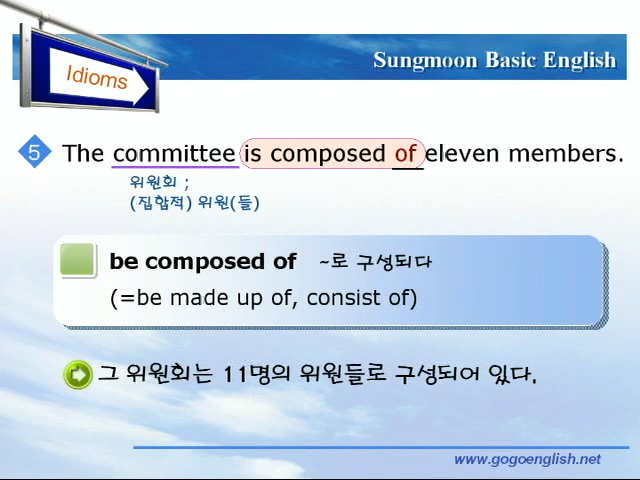 Idioms
Sungmoon Basic English
5 The committee is composed of eleven members.
위원회 ;
(집합적) 위원(들)
be composed of ~로 구성되다
(=be made up of, consist of)
그 위원회는 11명의 위원들로 구성되어 있다.
www.gogoenglish.net